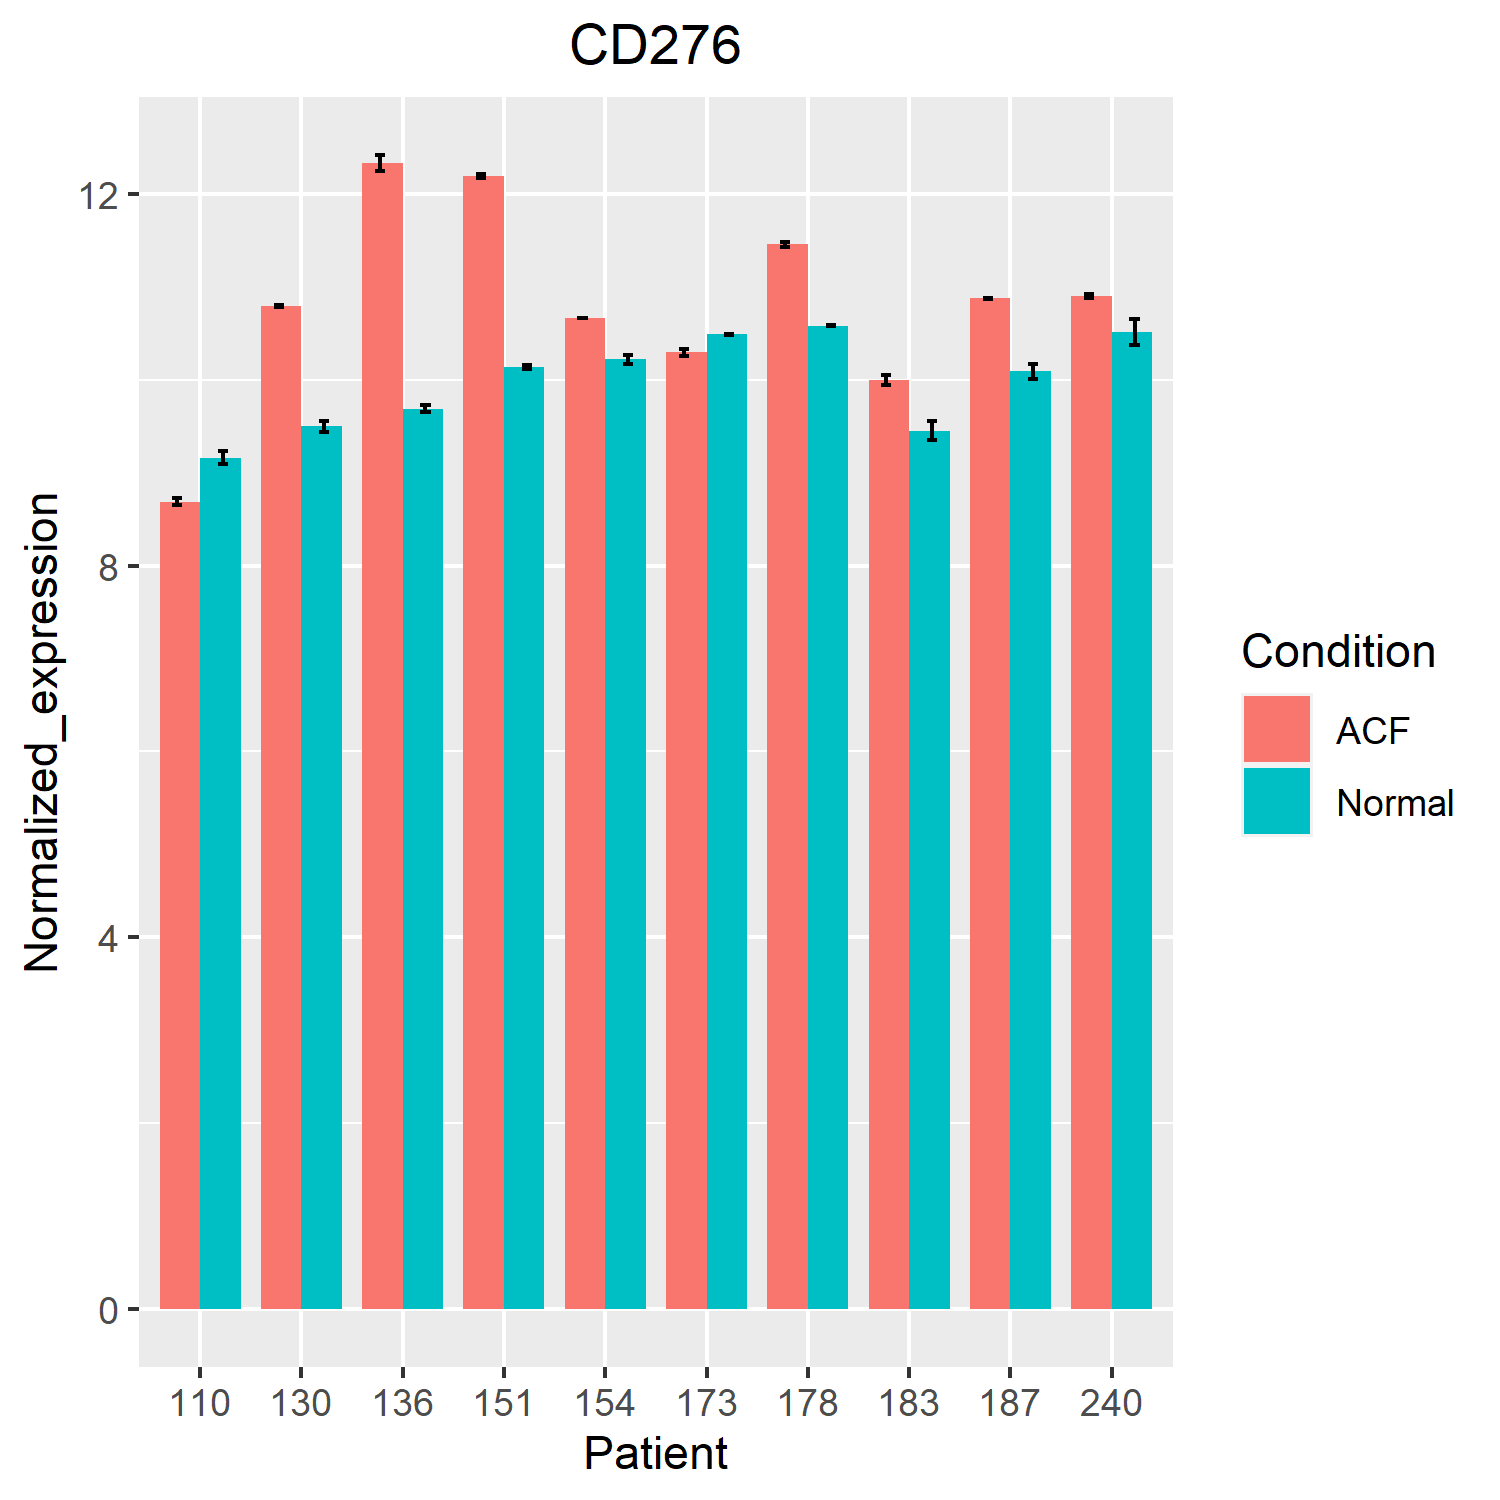 CD276
Normalized_expression
12
8
4
0
110 130 136 151 154 173 178 183 187 240
Patient
Condition
ACF
Normal